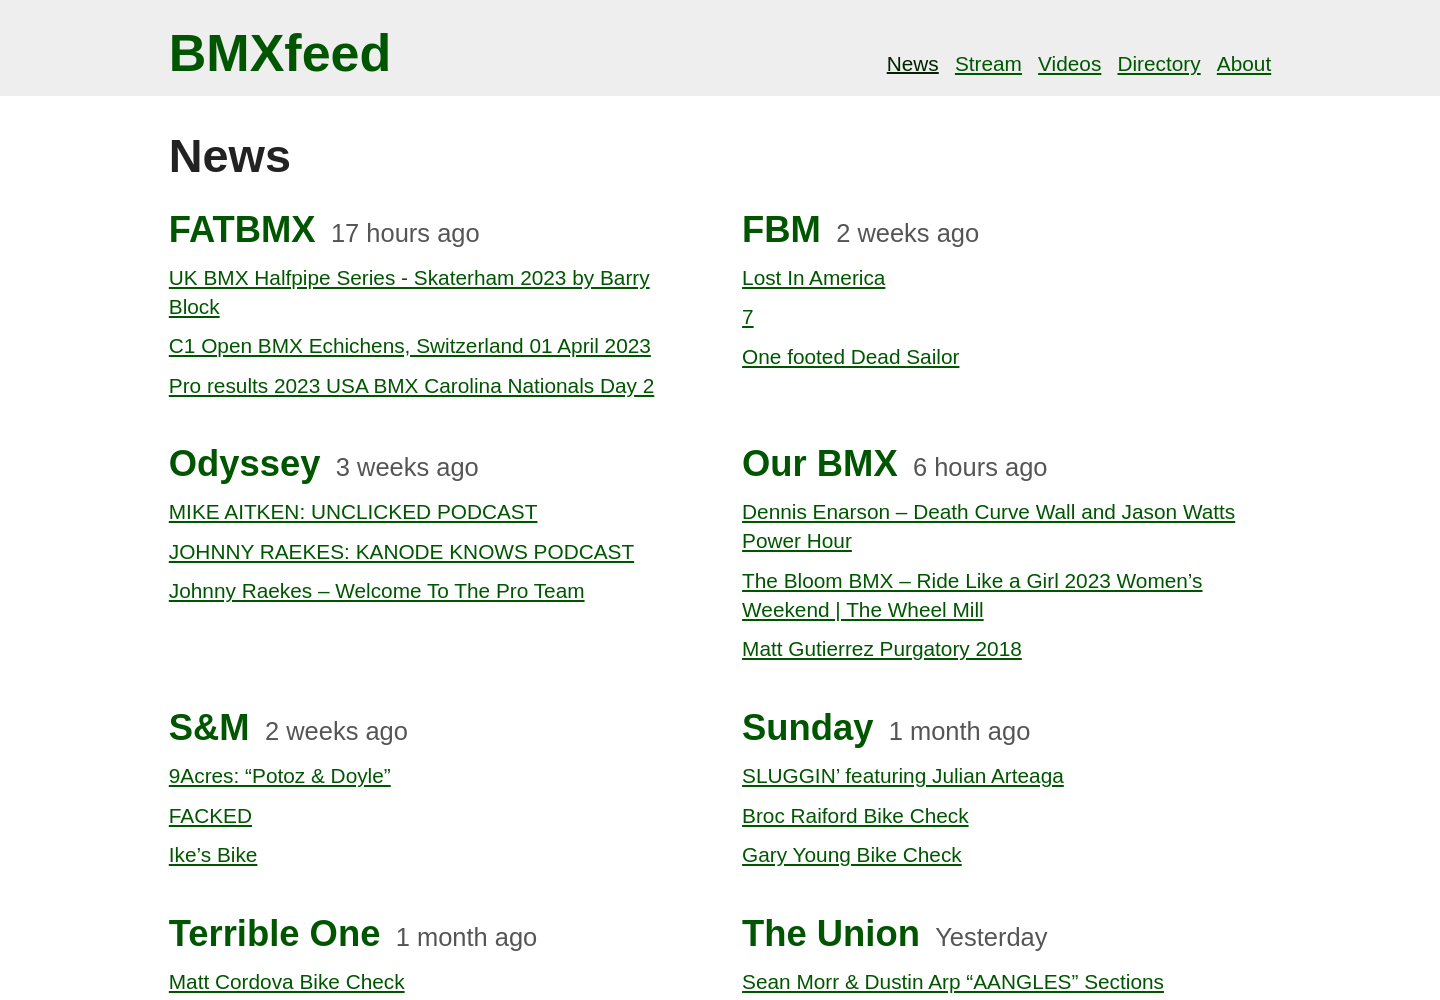 BMXfeed
News Stream Videos Directory About
News
FATBMX 17 hours ago
UK BMX Halfpipe Series - Skaterham 2023 by Barry
Block
C1 Open BMX Echichens, Switzerland 01 April 2023
Pro results 2023 USA BMX Carolina Nationals Day 2
FBM 2 weeks ago
Lost In America
7
One footed Dead Sailor
Odyssey 3 weeks ago
MIKE AITKEN: UNCLICKED PODCAST
JOHNNY RAEKES: KANODE KNOWS PODCAST
Johnny Raekes – Welcome To The Pro Team
Our BMX 6 hours ago
Dennis Enarson – Death Curve Wall and Jason Watts
Power Hour
The Bloom BMX – Ride Like a Girl 2023 Women’s
Weekend | The Wheel Mill
Matt Gutierrez Purgatory 2018
S&M 2 weeks ago
9Acres: “Potoz & Doyle”
FACKED
Ike’s Bike
Sunday 1 month ago
SLUGGIN’ featuring Julian Arteaga
Broc Raiford Bike Check
Gary Young Bike Check
Terrible One 1 month ago
Matt Cordova Bike Check
The Union Yesterday
Sean Morr & Dustin Arp “AANGLES” Sections